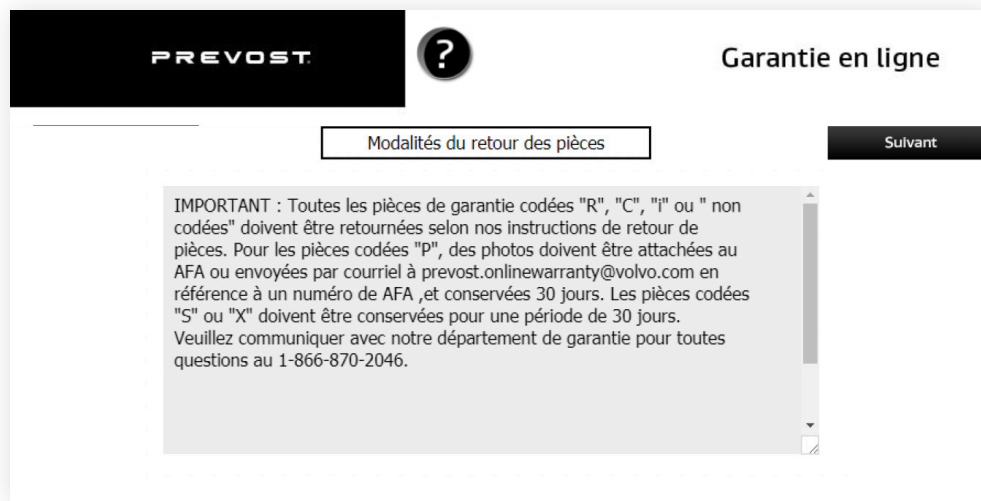 PREVOST
?
Garantie en ligne
Modalités du retour des pièces
Suivant
IMPORTANT : Toutes les pièces de garantie codées "R", "C", "i" ou " non
codées" doivent être retournées selon nos instructions de retour de
pièces. Pour les pièces codées "P", des photos doivent être attachées au
AFA ou envoyées par courriel à prevost.onlinewarranty@volvo.com en
référence à un numéro de AFA ,et conservées 30 jours. Les pièces codées
"S" ou "X" doivent être conservées pour une période de 30 jours.
Veuillez communiquer avec notre département de garantie pour toutes
questions au 1-866-870-2046.